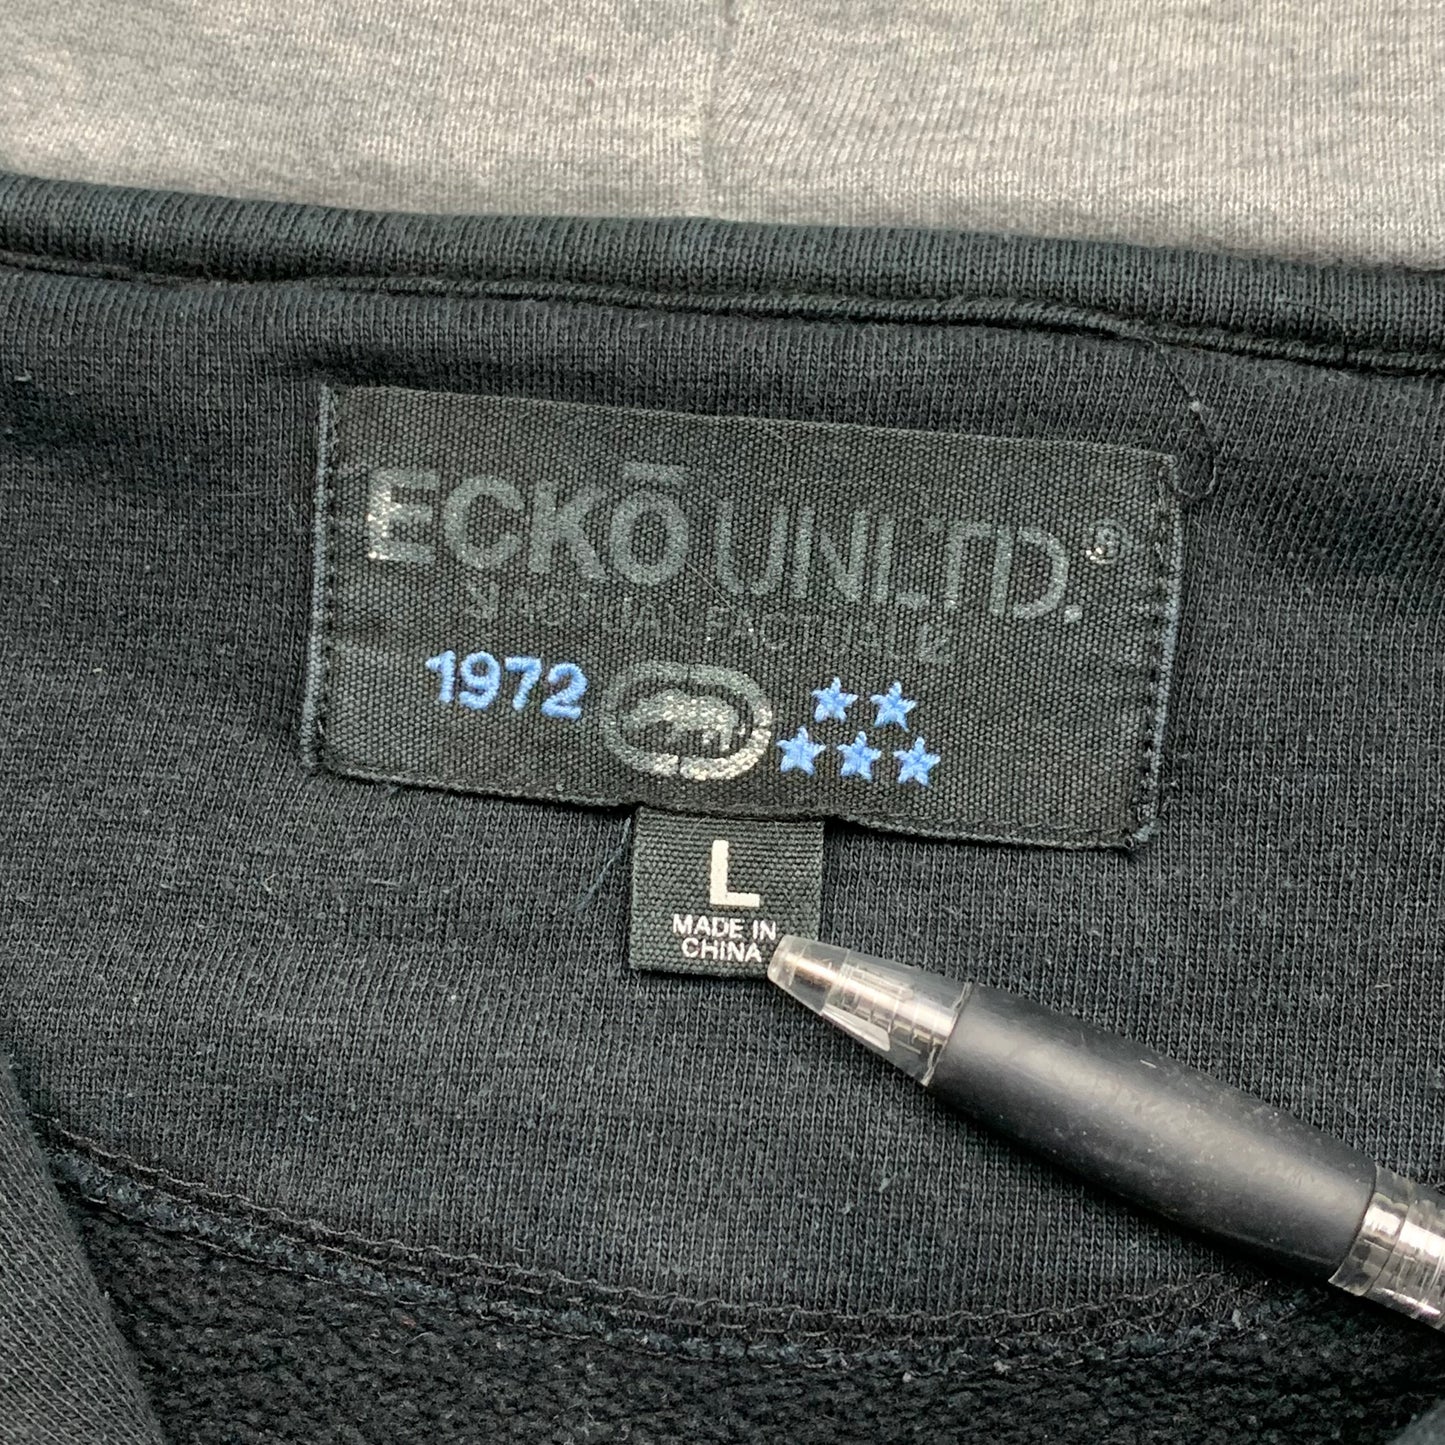 ECKŌ UNLTD.®
1972
L
MADE IN
CHINA